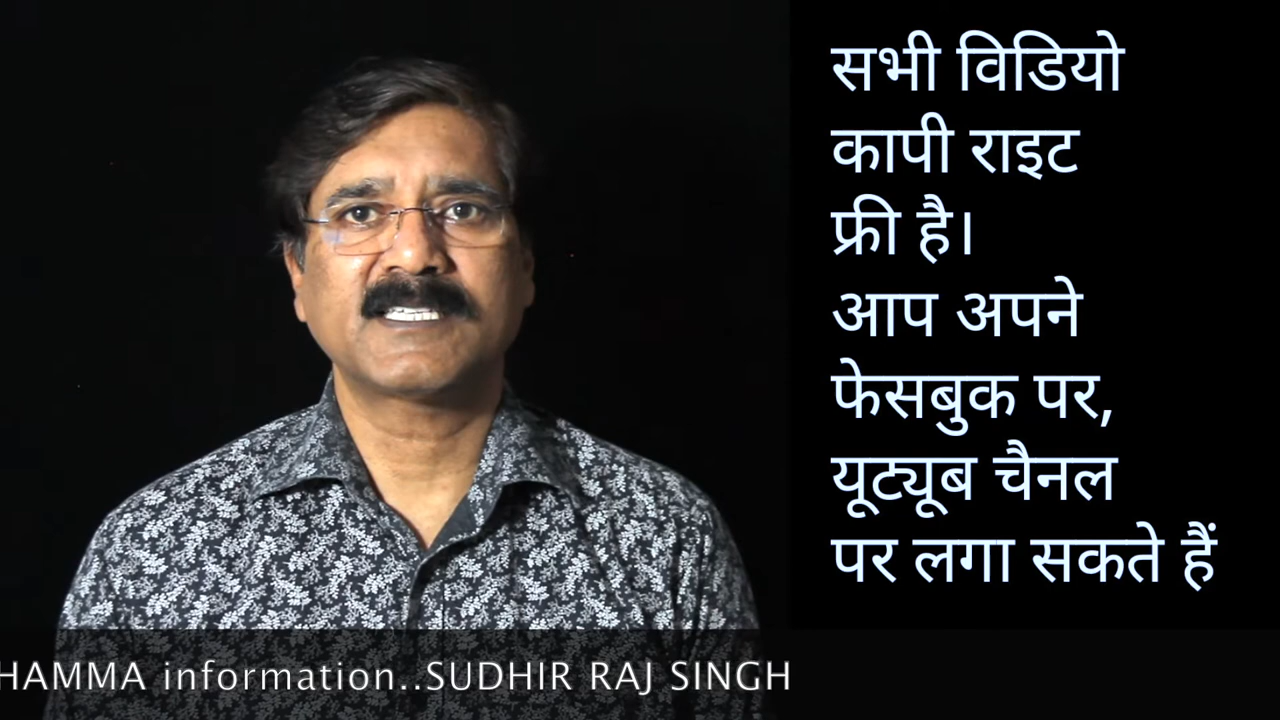 सभी विडियो
कापी राइट
फ्री है।
आप अपने
फेसबुक पर,
यूट्यूब चैनल
पर लगा सकते हैं
HAMMA information..SUDHIR RAJ SINGH